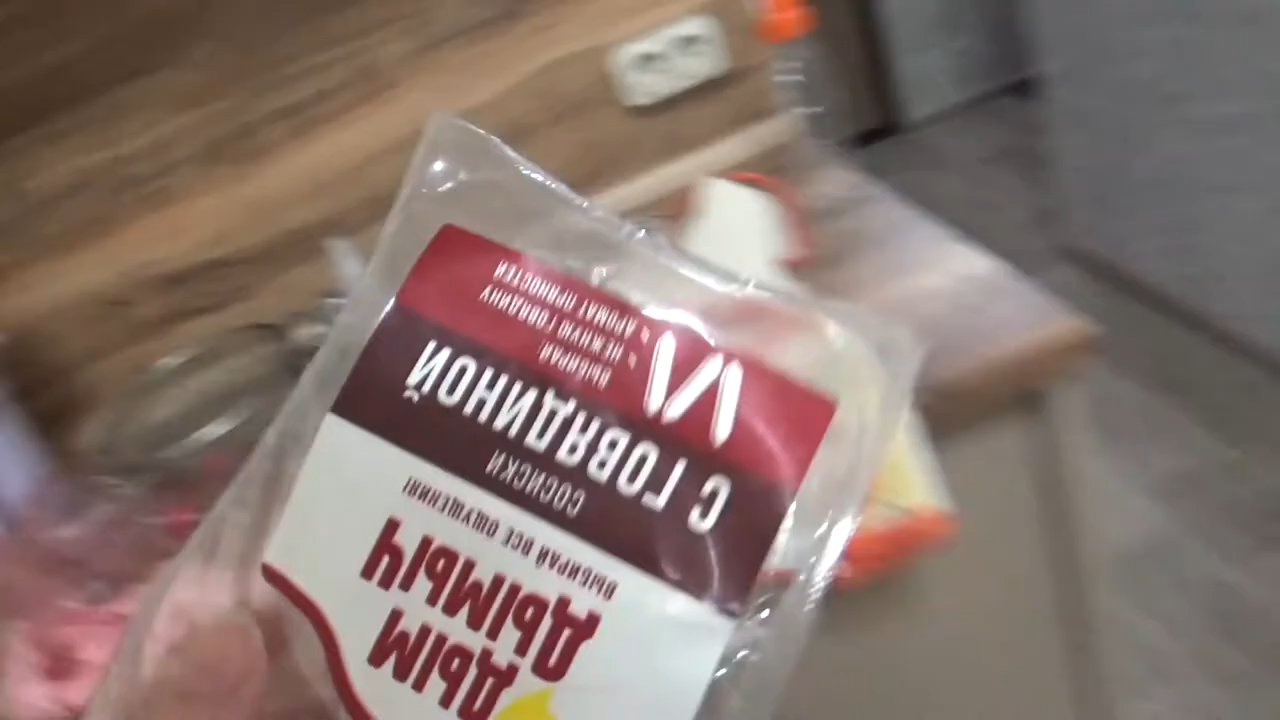 ДЫМ
ДЫМЫЧ
ВЫБИРАЙ ВСЕ ОЩУЩЕНИЯ!
СОСИСКИ
С ГОВЯДИНОЙ
ВЫБИРАЙ
НЕЖНУЮ ГОВЯДИНУ
& АРОМАТ ПРЯНОСТЕЙ